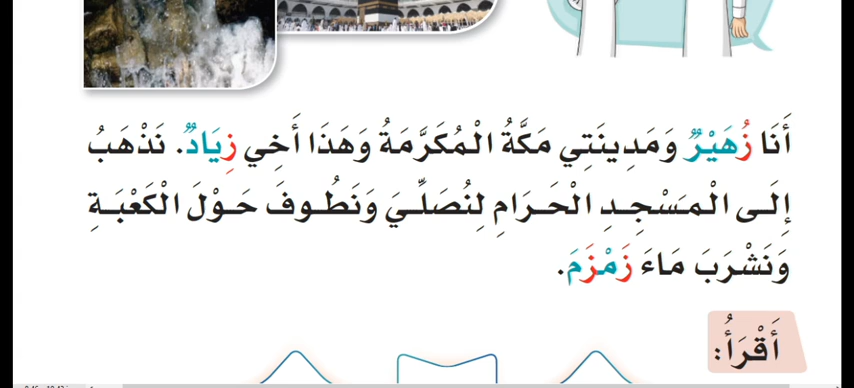 أَنَا زُهَيْرٌ وَمَدِينَتِي مَكَّةُ الْمُكَرَّمَةُ وَهَذَا أَخِي زِيَادٌ. نَذْهَبُ
إِلَى الْمَسْجِدِ الْحَرَامِ لِنُصَلِّيَ وَنَطُوفَ حَوْلَ الْكَعْبَةِ
وَنَشْرَبَ مَاءَ زَمْزَمَ.
أَقْرَأُ: